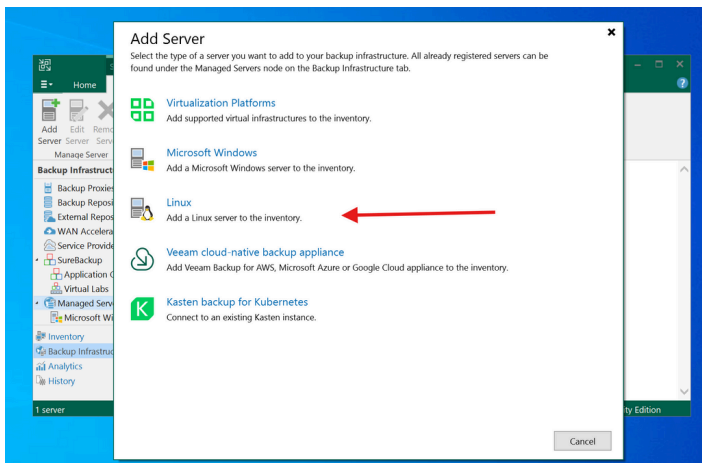 Add Server
Select the type of a server you want to add to your backup infrastructure. All already registered servers can be
found under the Managed Servers node on the Backup Infrastructure tab.
Virtualization Platforms
Add supported virtual infrastructures to the inventory.
Microsoft Windows
Add a Microsoft Windows server to the inventory.
Linux
Add a Linux server to the inventory.
Veeam cloud-native backup appliance
Add Veeam Backup for AWS, Microsoft Azure or Google Cloud appliance to the inventory.
Kasten backup for Kubernetes
Connect to an existing Kasten instance.
Cancel
Home
Add Edit Remo
Server Server Serv
Manage Server
Backup Infrastruct
Backup Proxies
Backup Reposi
External Repos
WAN Accelera
Service Provide
SureBackup
Application G
Virtual Labs
Managed Serv
Microsoft Wi
Inventory
Backup Infrastruc
Analytics
History
1 server
ity Edition